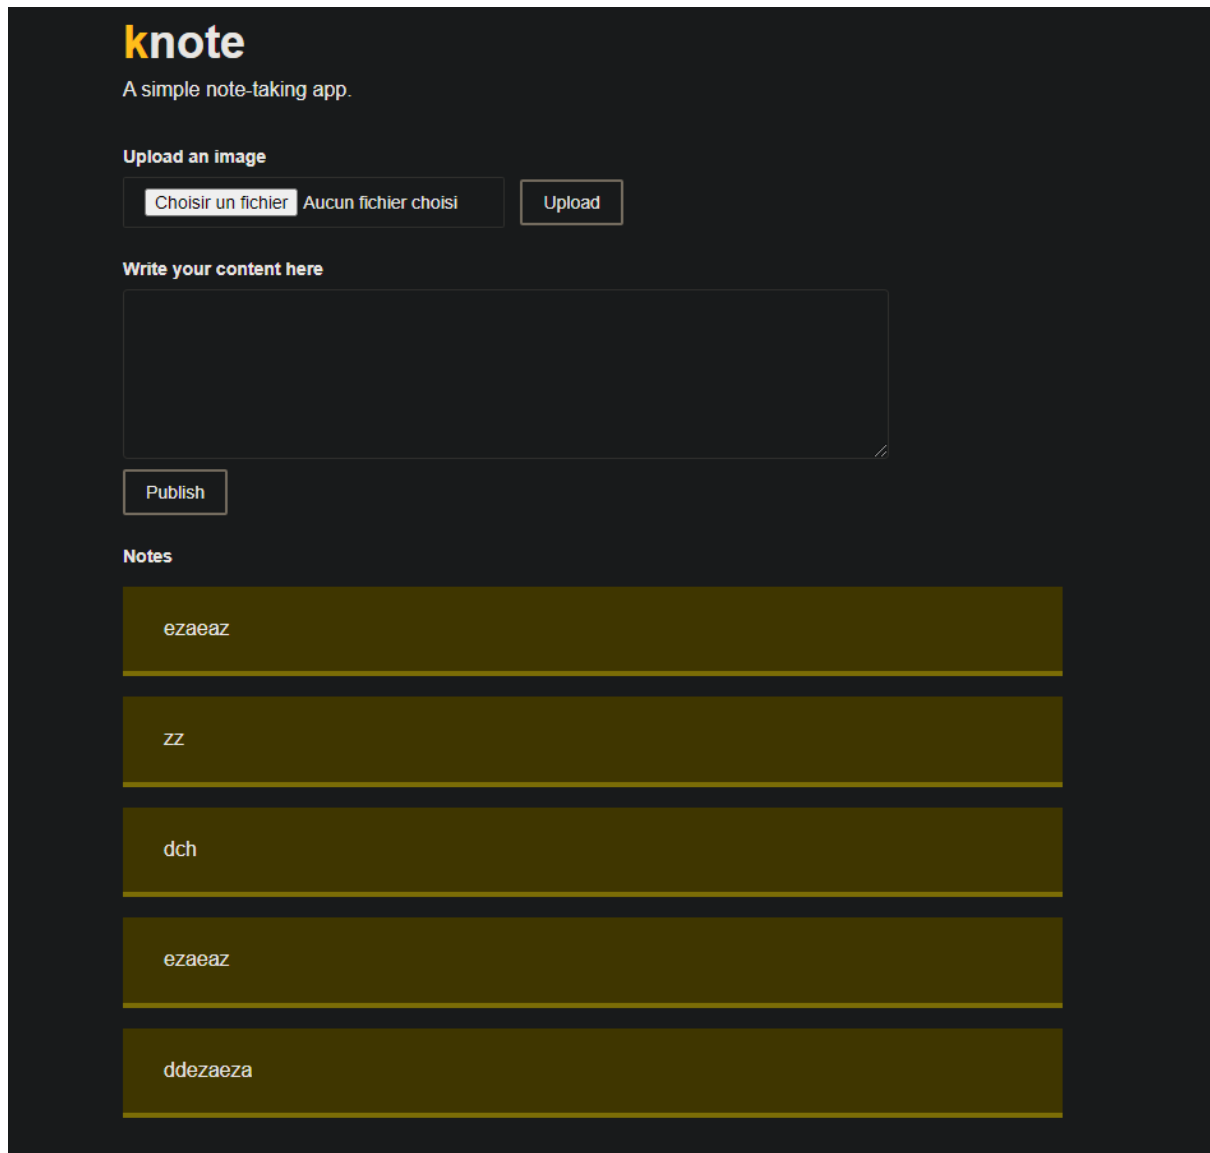 knote
A simple note-taking app.
Upload an image
Choisir un fichier Aucun fichier choisi Upload
Write your content here
Publish
Notes
ezaeaz
zz
dch
ezaeaz
ddezaeza